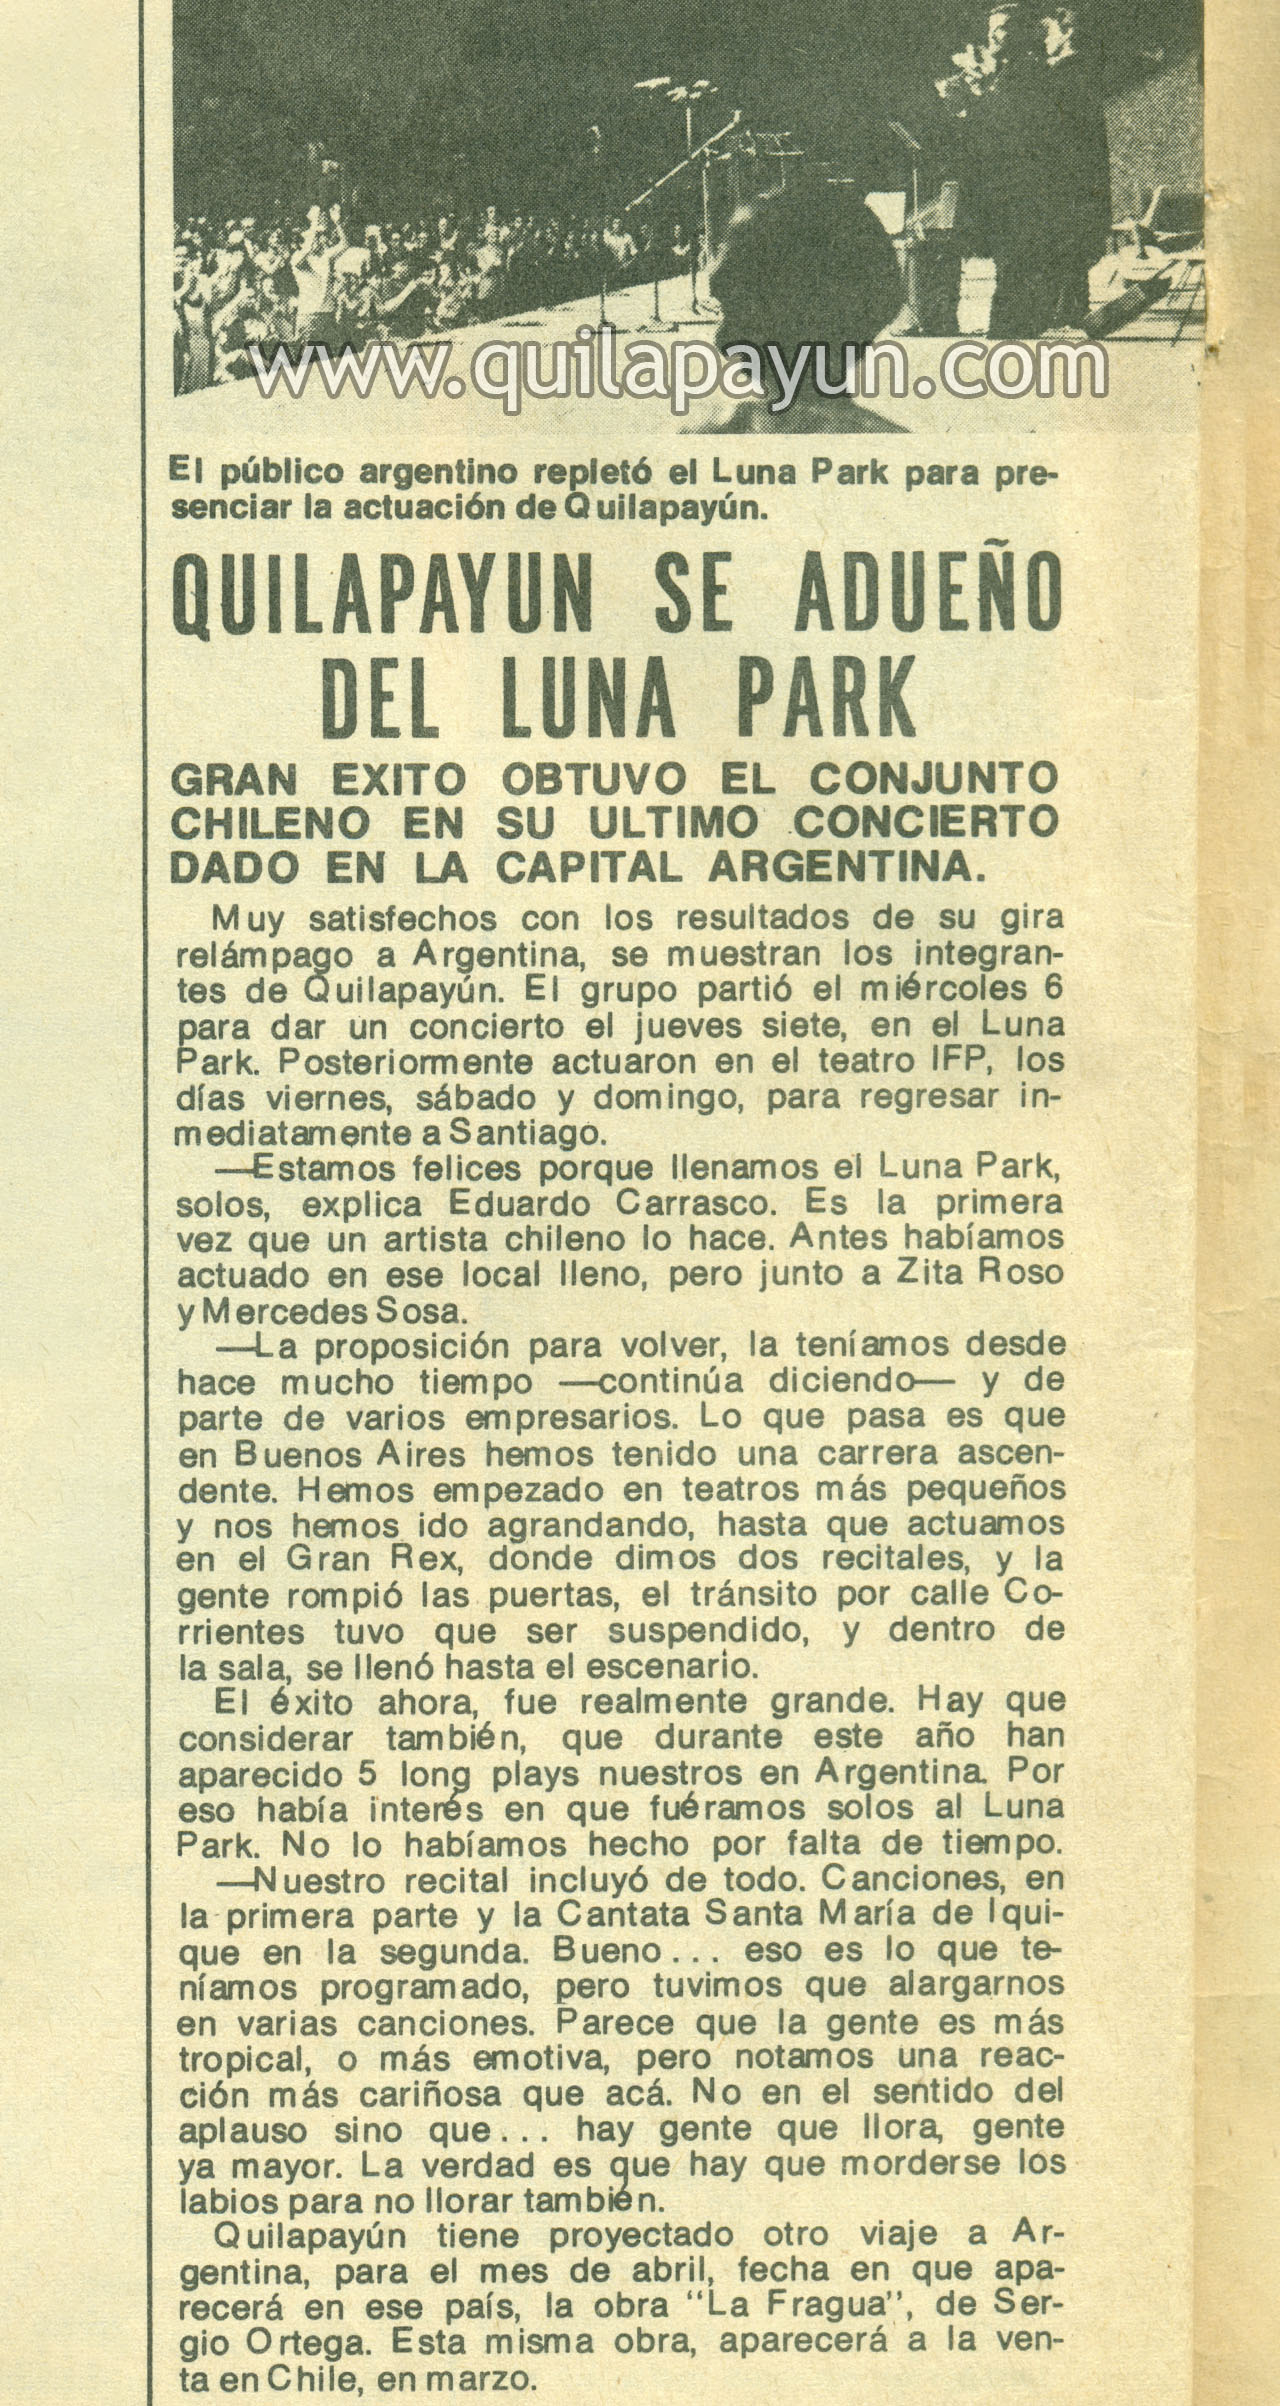 www.quilapayun.com
El público argentino repletó el Luna Park para pre-
senciar la actuación de Quilapayún.
QUILAPAYUN SE ADUEÑO
DEL LUNA PARK
GRAN EXITO OBTUVO EL CONJUNTO
CHILENO EN SU ULTIMO CONCIERTO
DADO EN LA CAPITAL ARGENTINA.
Muy satisfechos con los resultados de su gira
relámpago a Argentina, se muestran los integran-
tes de Quilapayún. El grupo partió el miércoles 6
para dar un concierto el jueves siete, en el Luna
Park. Posteriormente actuaron en el teatro IFP, los
días viernes, sábado y domingo, para regresar in-
mediatamente a Santiago.
—Estamos felices porque llenamos el Luna Park,
solos, explica Eduardo Carrasco. Es la primera
vez que un artista chileno lo hace. Antes habíamos
actuado en ese local lleno, pero junto a Zita Roso
y Mercedes Sosa.
—La proposición para volver, la teníamos desde
hace mucho tiempo —continúa diciendo— y de
parte de varios empresarios. Lo que pasa es que
en Buenos Aires hemos tenido una carrera ascen-
dente. Hemos empezado en teatros más pequeños
y nos hemos ido agrandando, hasta que actuamos
en el Gran Rex, donde dimos dos recitales, y la
gente rompió las puertas, el tránsito por calle Co-
rrientes tuvo que ser suspendido, y dentro de
la sala, se llenó hasta el escenario.
El éxito ahora, fue realmente grande. Hay que
considerar también, que durante este año han
aparecido 5 long plays nuestros en Argentina. Por
eso había interés en que fuéramos solos al Luna
Park. No lo habíamos hecho por falta de tiempo.
—Nuestro recital incluyó de todo. Canciones, en
la primera parte y la Cantata Santa María de Iqui-
que en la segunda. Bueno... eso es lo que te-
níamos programado, pero tuvimos que alargarnos
en varias canciones. Parece que la gente es más
tropical, o más emotiva, pero notamos una reac-
ción más cariñosa que acá. No en el sentido del
aplauso sino que... hay gente que llora, gente
ya mayor. La verdad es que hay que morderse los
labios para no llorar también.
Quilapayún tiene proyectado otro viaje a Ar-
gentina, para el mes de abril, fecha en que apa-
recerá en ese país, la obra "La Fragua", de Ser-
gio Ortega. Esta misma obra, aparecerá a la ven-
ta en Chile, en marzo.